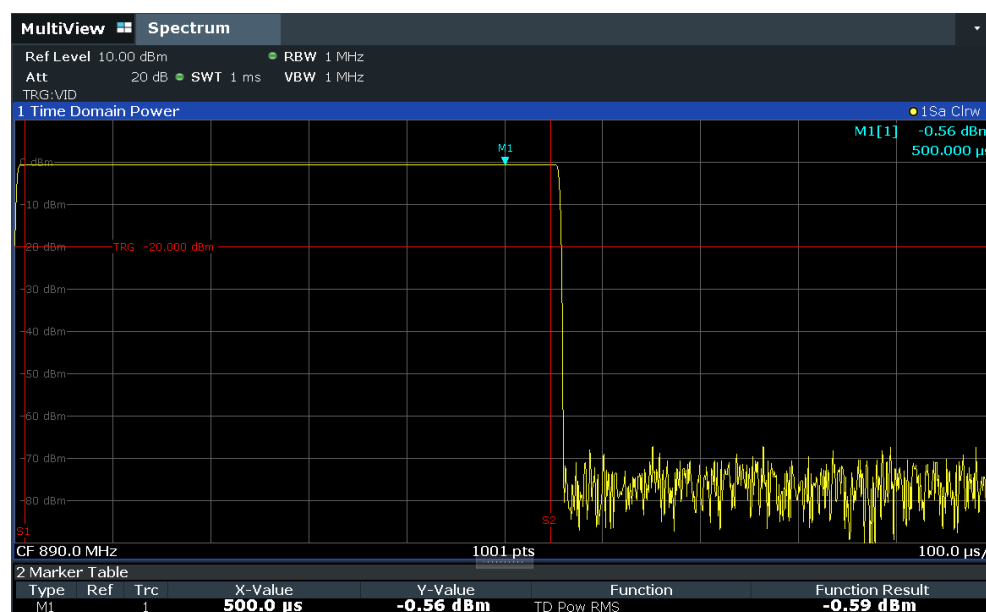 MultiView Spectrum
Ref Level 10.00 dBm RBW 1 MHz
Att 20 dB SWT 1 ms VBW 1 MHz
TRG:VID
1 Time Domain Power 1Sa Clrw
M1[1] -0.56 dBm
500.000 µs
M1
0 dBm
-10 dBm
-20 dBm TRG -20.000 dBm
-30 dBm
-40 dBm
-50 dBm
-60 dBm
-70 dBm
-80 dBm
S1 S2
CF 890.0 MHz 1001 pts 100.0 µs/
2 Marker Table
Type Ref Trc X-Value Y-Value Function Function Result
M1 1 500.0 µs -0.56 dBm TD Pow RMS -0.59 dBm